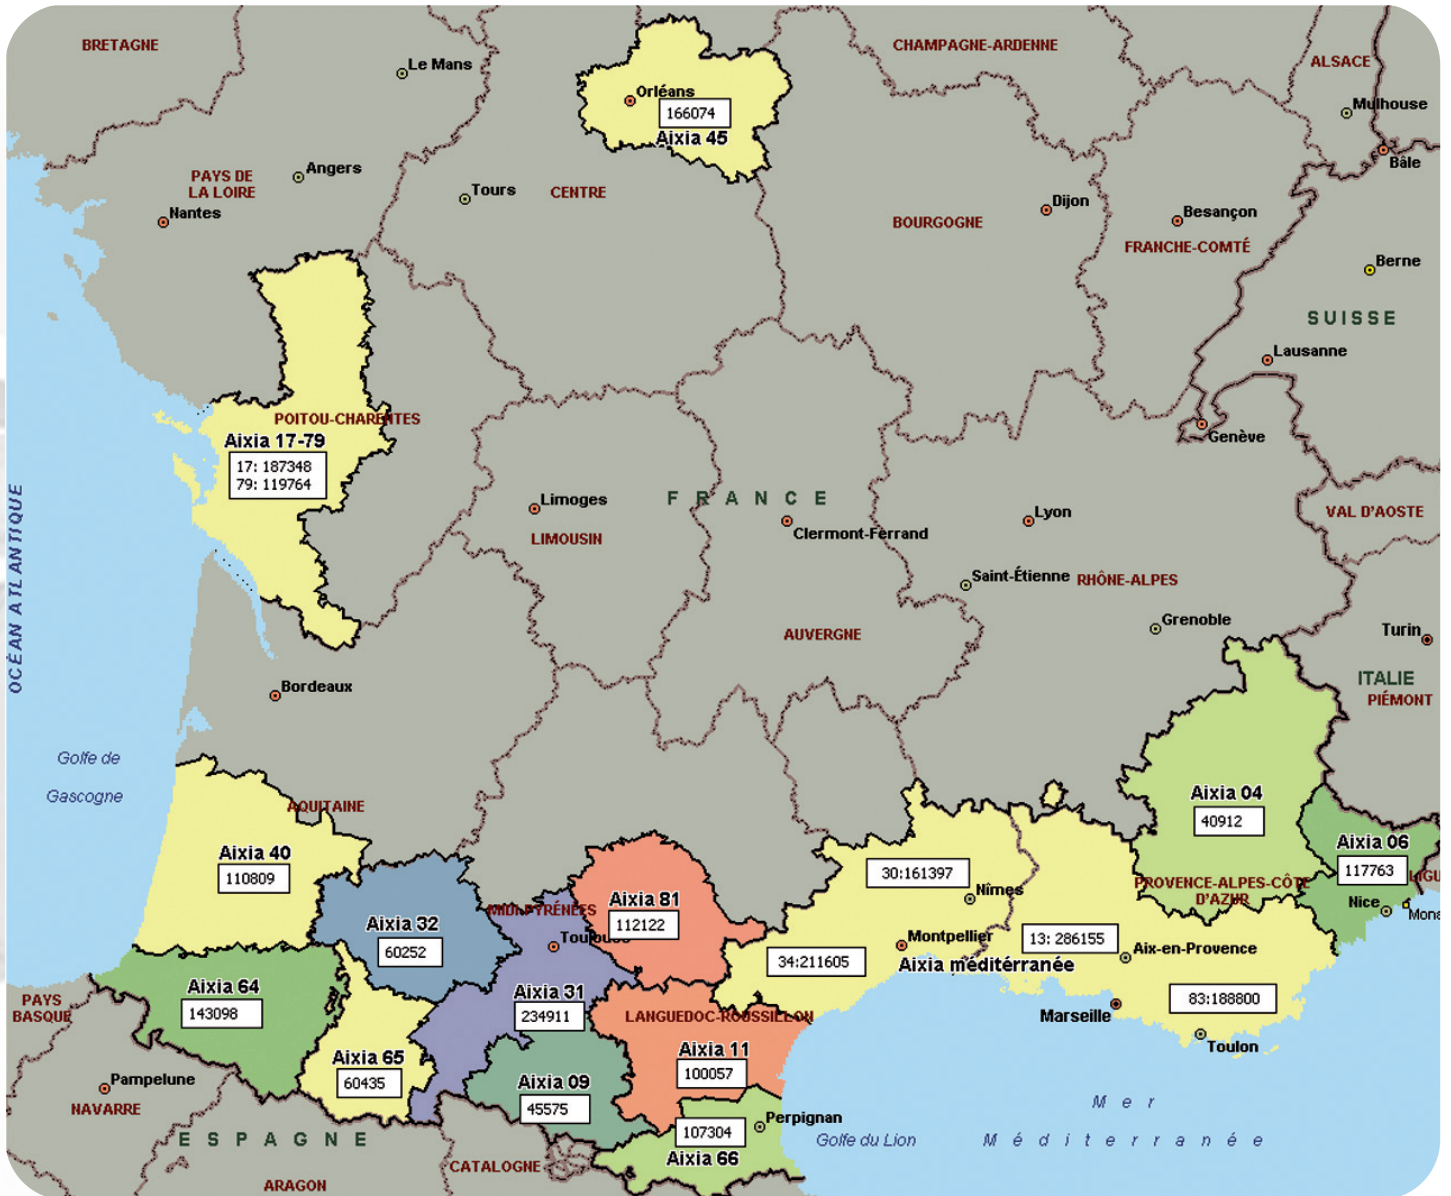 BRETAGNE
Le Mans
Orléans
166074
Aixia 45
CHAMPAGNE-ARDENNE
ALSACE
Mulhouse
Bâle
PAYS DE
LA LOIRE
Angers
Nantes
Tours
CENTRE
BOURGOGNE
Dijon
Besançon
FRANCHE-COMTÉ
Berne
SUISSE
Lausanne
Genève
POITOU-CHARENTES
Aixia 17-79
17: 187348
79: 119764
OCÉAN ATLANTIQUE
Limoges
LIMOUSIN
FRANCE
Clermont-Ferrand
Lyon
VAL D'AOSTE
Saint-Étienne
RHÔNE-ALPES
Grenoble
AUVERGNE
Turin
ITALIE
PIÉMONT
Bordeaux
Golfe de
Gascogne
AQUITAINE
Aixia 40
110809
Aixia 04
40912
Aixia 06
117763
LIGU
PROVENCE-ALPES-CÔTE
D'AZUR
Nice
Mona
Aixia 32
60252
MIDI-PYRÉNÉES
Toulouse
Aixia 81
112122
30:161397
Nîmes
Montpellier
34:211605
Aixia méditérranée
13: 286155
Aix-en-Provence
83:188800
Marseille
Toulon
PAYS
BASQUE
Aixia 64
143098
Aixia 31
234911
LANGUEDOC-ROUSSILLON
Aixia 65
60435
Aixia 09
45575
Aixia 11
100057
Pampelune
NAVARRE
107304
Perpignan
Aixia 66
ESPAGNE
CATALOGNE
ARAGON
Golfe du Lion
Mer
Méditerranée